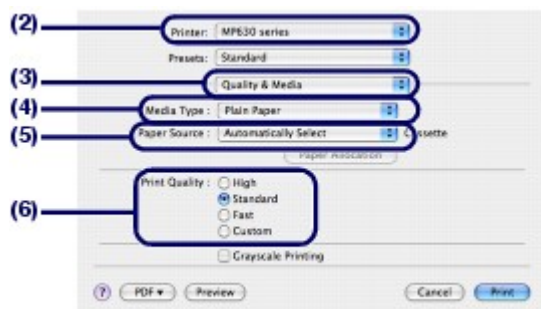 (2) Printer: MP630 series
Presets: Standard
(3) Quality & Media
(4) Media Type : Plain Paper
(5) Paper Source : Automatically Select Cassette
Paper Allocation
Print Quality : High
Standard
(6) Fast
Custom
Grayscale Printing
? PDF Preview Cancel Print